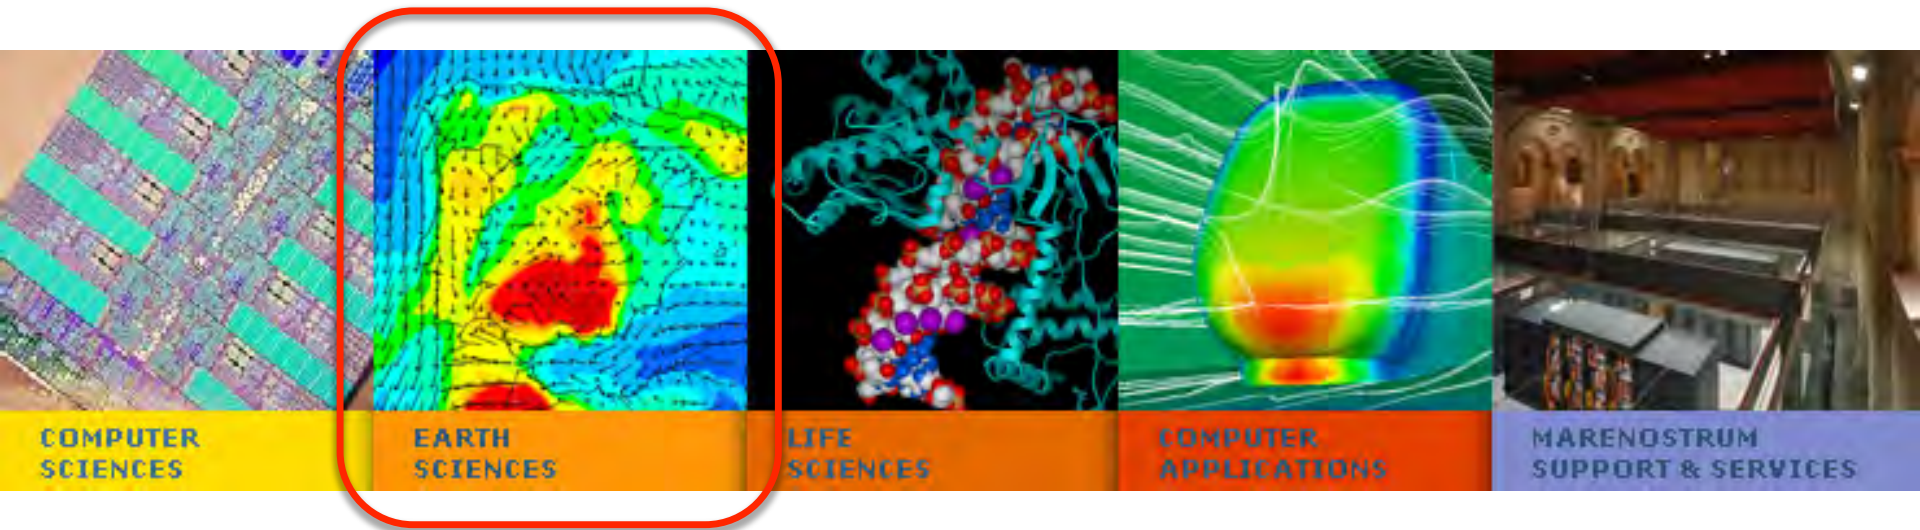 COMPUTER
SCIENCES
EARTH
SCIENCES
LIFE
SCIENCES
COMPUTER
APPLICATIONS
MARENOSTRUM
SUPPORT & SERVICES